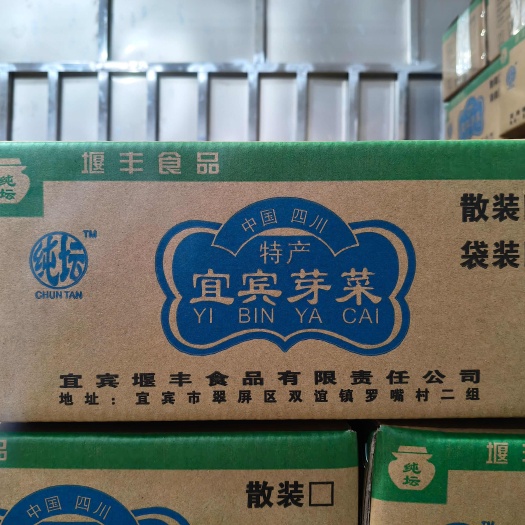 堰丰食品
纯坛
中国 四川
散装
纯坛 TM
特产
袋装
CHUN TAN
宜宾芽菜
YI BIN YA CAI
宜宾堰丰食品有限责任公司
地址：宜宾市翠屏区双谊镇罗嘴村二组
品
堰
中国 四川
散装□
纯坛